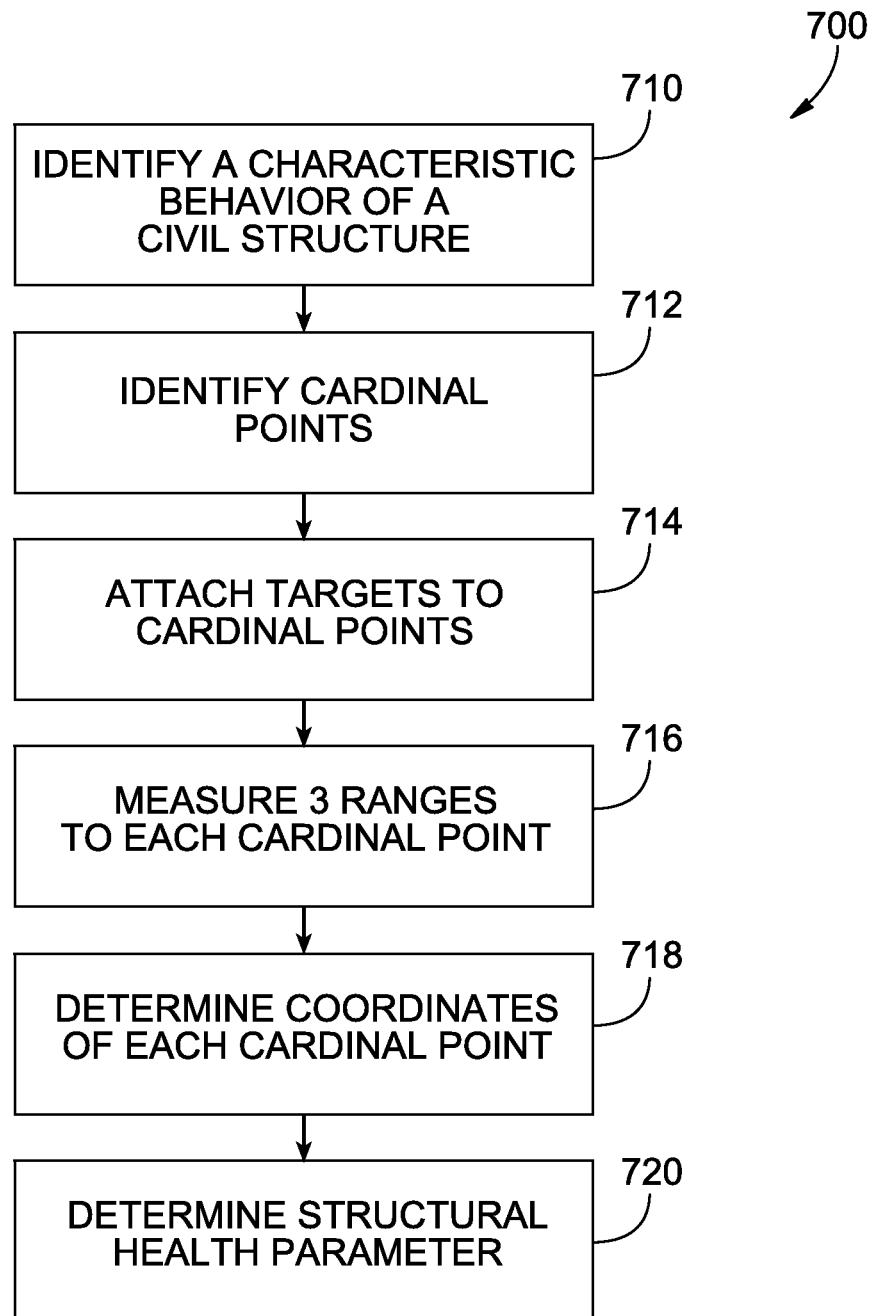 700
710
IDENTIFY A CHARACTERISTIC
BEHAVIOR OF A
CIVIL STRUCTURE
712
IDENTIFY CARDINAL
POINTS
714
ATTACH TARGETS TO
CARDINAL POINTS
716
MEASURE 3 RANGES
TO EACH CARDINAL POINT
718
DETERMINE COORDINATES
OF EACH CARDINAL POINT
720
DETERMINE STRUCTURAL
HEALTH PARAMETER